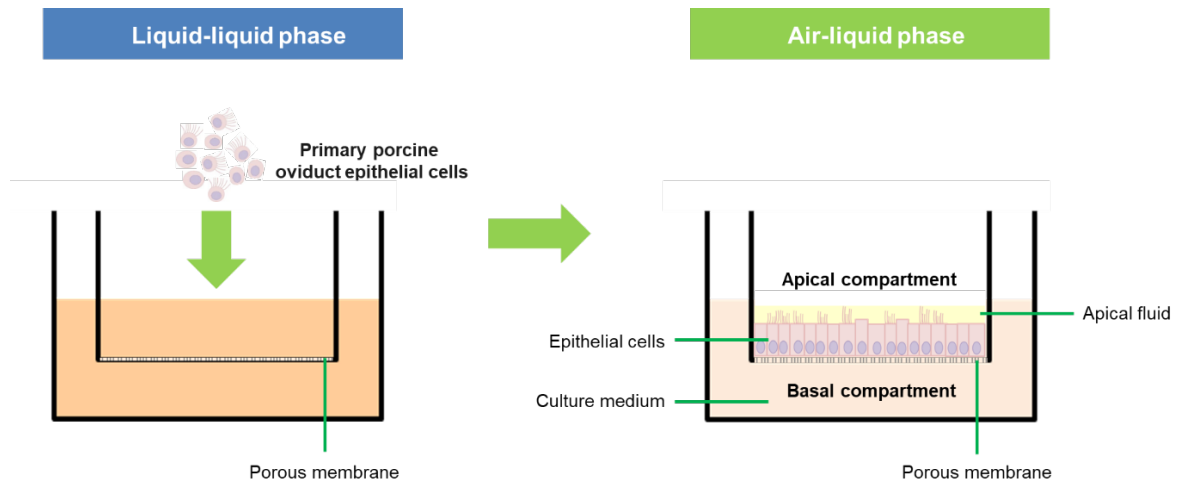 Liquid-liquid phase
Air-liquid phase
Primary porcine
oviduct epithelial cells
Apical compartment
Apical fluid
Epithelial cells
Culture medium
Basal compartment
Porous membrane
Porous membrane